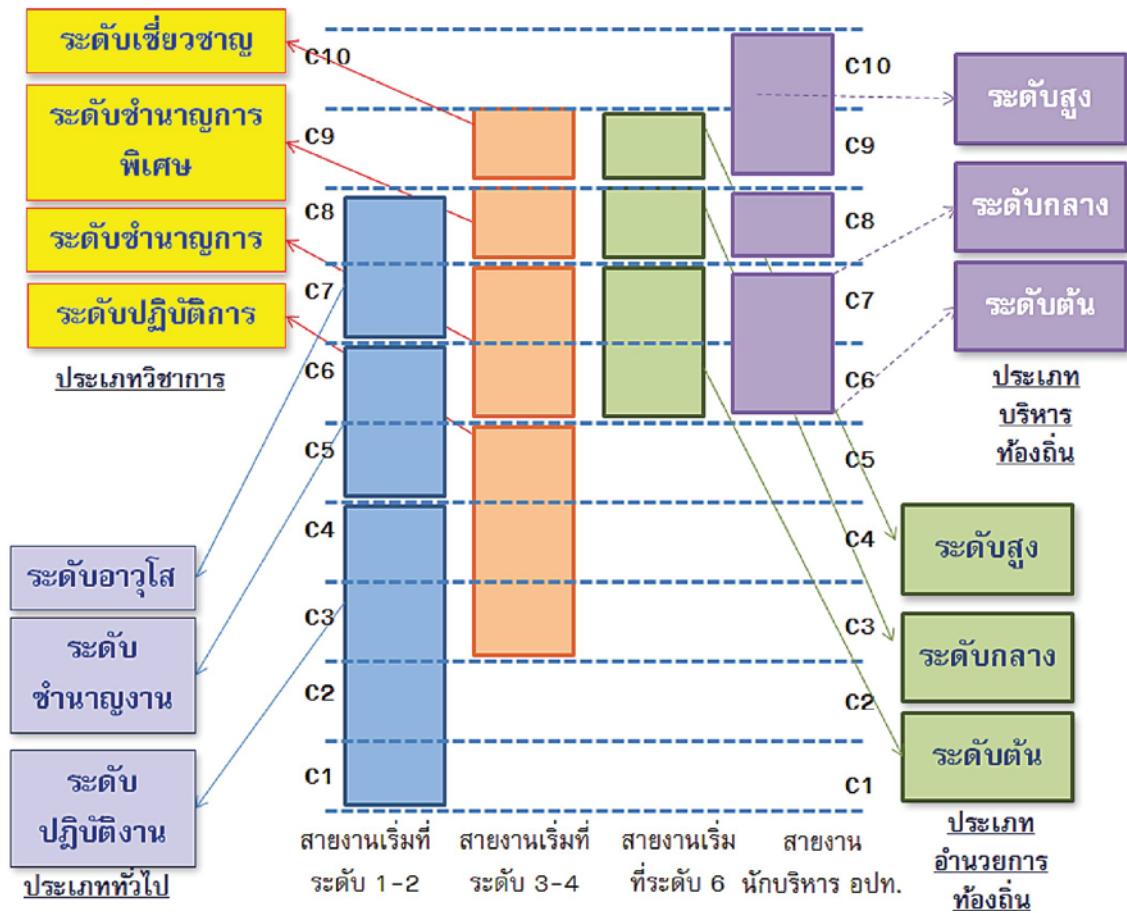 ระดับเชี่ยวชาญ
ระดับชำนาญการ
พิเศษ
ระดับชำนาญการ
ระดับปฏิบัติการ
ประเภทวิชาการ
ระดับอาวุโส
ระดับ
ชำนาญงาน
ระดับ
ปฏิบัติงาน
ประเภททั่วไป
C10
C9
C8
C7
C6
C5
C4
C3
C2
C1
สายงานเริ่มที่
ระดับ 1-2
สายงานเริ่มที่
ระดับ 3-4
สายงานเริ่ม
ที่ระดับ 6
สายงาน
นักบริหาร อปท.
C10
C9
C8
C7
C6
C5
C4
C3
C2
C1
ระดับสูง
ระดับกลาง
ระดับต้น
ประเภท
บริหาร
ท้องถิ่น
ระดับสูง
ระดับกลาง
ระดับต้น
ประเภท
อำนวยการ
ท้องถิ่น